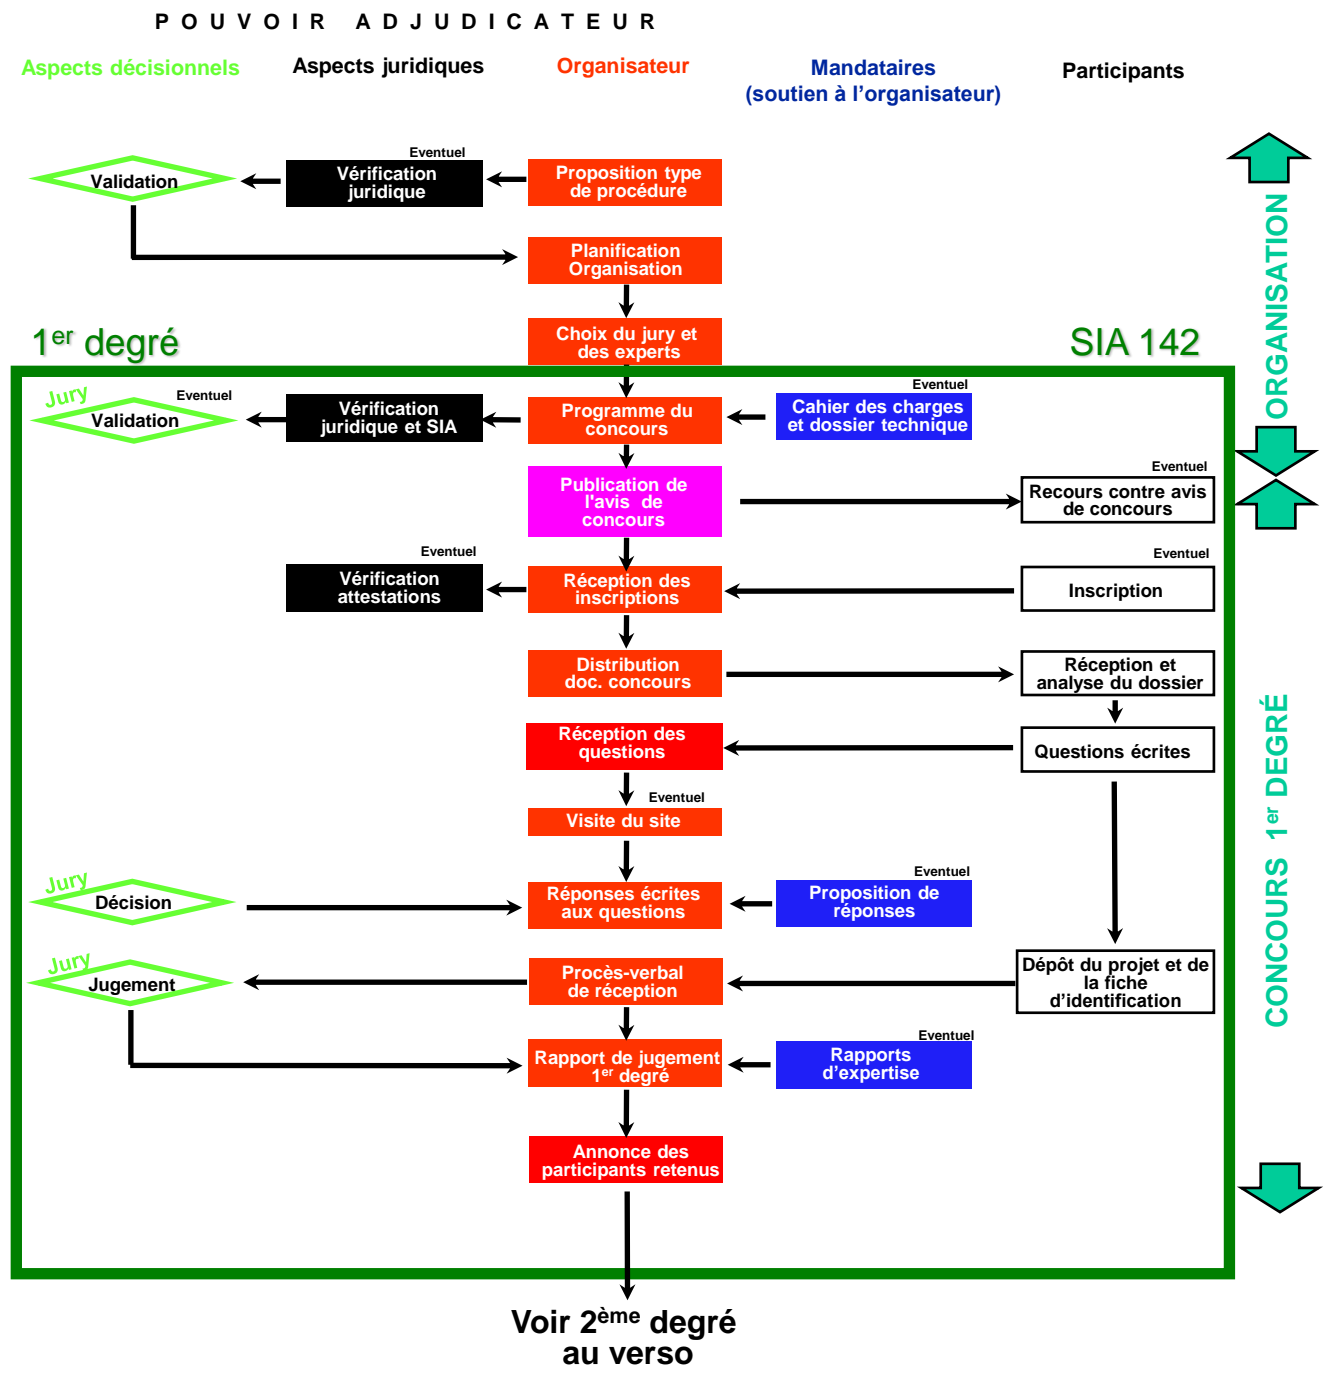 POUVOIR ADJUDICATEUR
Aspects décisionnels
Aspects juridiques
Organisateur
Mandataires
(soutien à l'organisateur)
Participants
Eventuel
Validation
Vérification
juridique
Proposition type
de procédure
Planification
Organisation
Choix du jury et
des experts
1er degré
SIA 142
ORGANISATION
Jury
Eventuel
Validation
Vérification
juridique et SIA
Programme du
concours
Eventuel
Cahier des charges
et dossier technique
Publication de
l'avis de
concours
Eventuel
Recours contre avis
de concours
Eventuel
Vérification
attestations
Réception des
inscriptions
Eventuel
Inscription
Distribution
doc. concours
Réception et
analyse du dossier
Réception des
questions
Questions écrites
Eventuel
Visite du site
CONCOURS 1er DEGRÉ
Jury
Décision
Réponses écrites
aux questions
Eventuel
Proposition de
réponses
Jury
Jugement
Procès-verbal
de réception
Dépôt du projet et de
la fiche
d'identification
Rapport de jugement
1er degré
Eventuel
Rapports
d'expertise
Annonce des
participants retenus
Voir 2ème degré
au verso